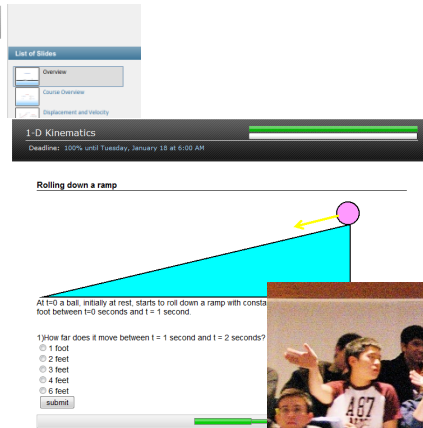 List of Slides
Overview
Course Overview
Displacement and Velocity
1-D Kinematics
Deadline: 100% until Tuesday, January 18 at 6:00 AM
Rolling down a ramp
At t=0 a ball, initially at rest, starts to roll down a ramp with consta
foot between t=0 seconds and t = 1 second.
1)How far does it move between t = 1 second and t = 2 seconds?
1 foot
2 feet
3 feet
4 feet
6 feet
submit
A67